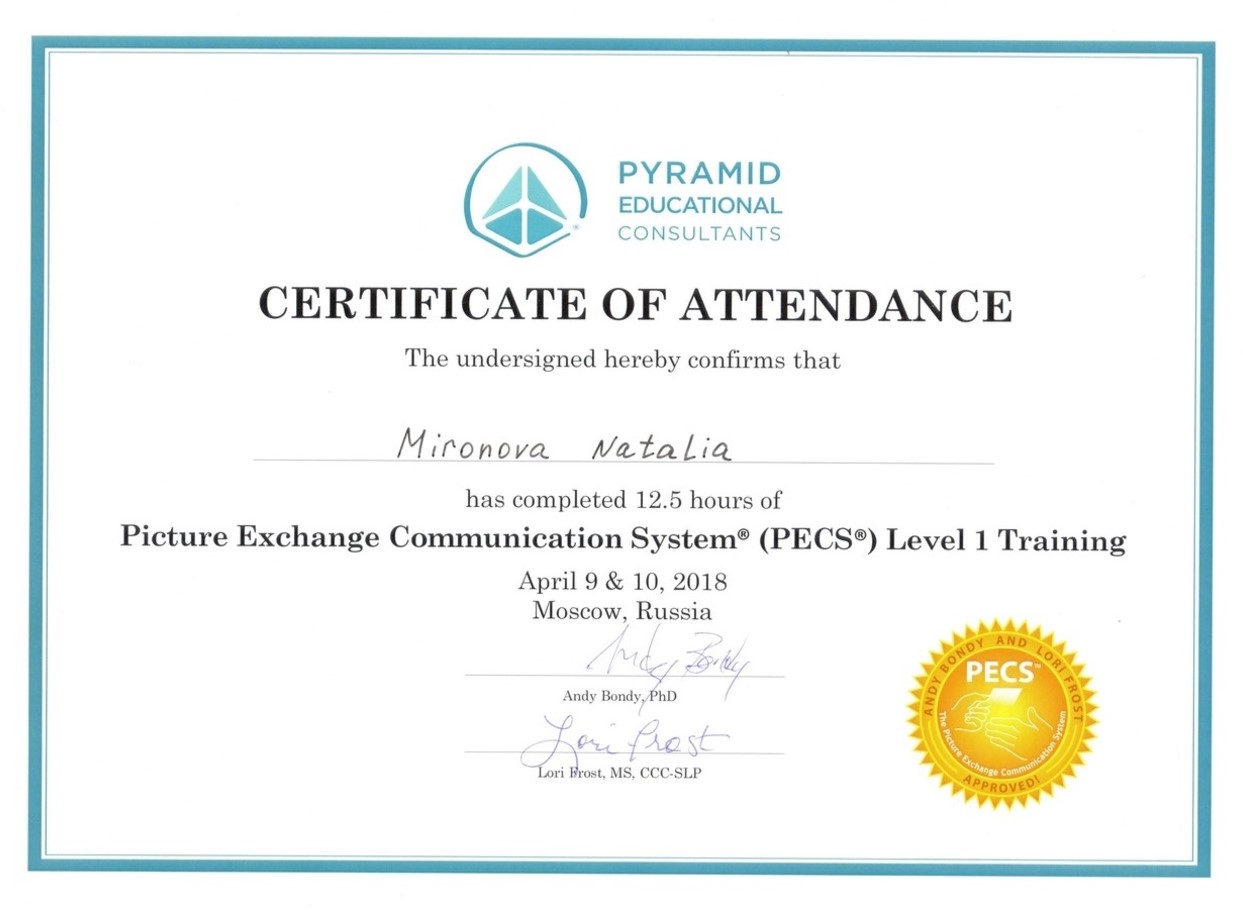 PYRAMID
EDUCATIONAL
CONSULTANTS
CERTIFICATE OF ATTENDANCE
The undersigned hereby confirms that
Mironova Natalia
has completed 12.5 hours of
Picture Exchange Communication System® (PECS®) Level 1 Training
April 9 & 10, 2018
Moscow, Russia
Andy Bondy
Andy Bondy, PhD
Lori Frost
Lori Frost, MS, CCC-SLP
ANDY BONDY AND LORI FROST
PECS™
The Picture Exchange Communication System
APPROVED!